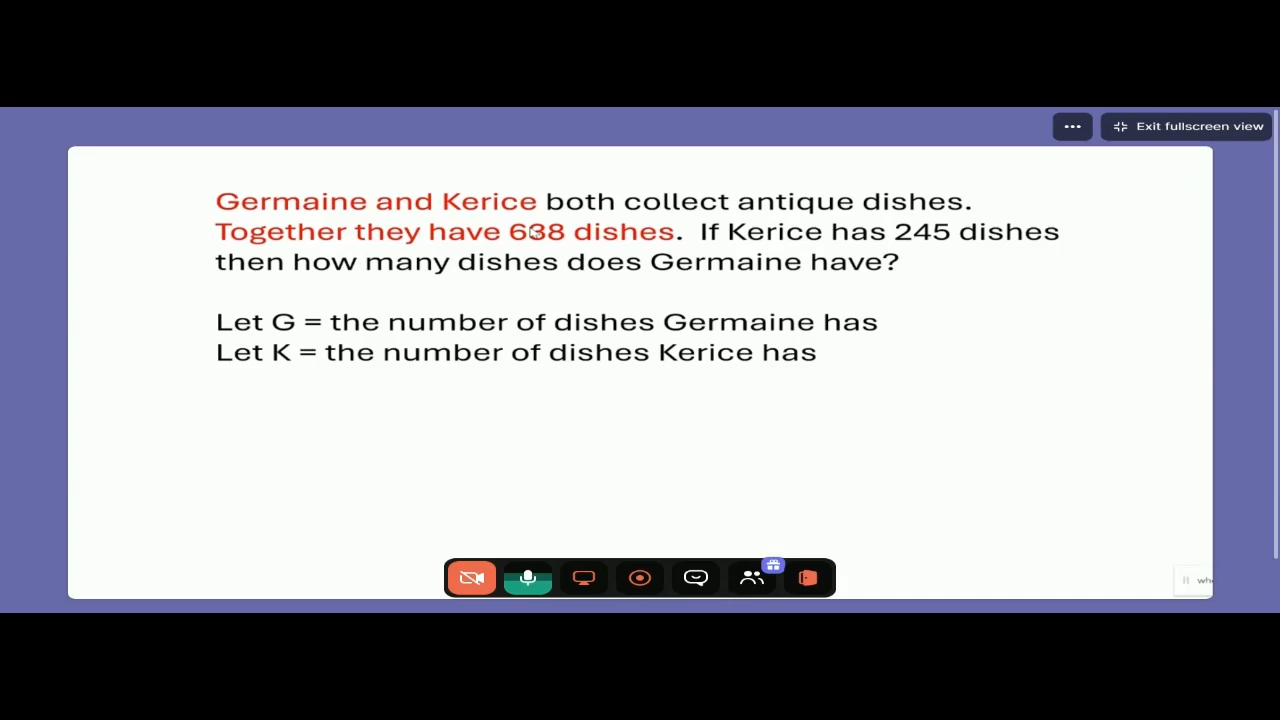 Exit fullscreen view
Germaine and Kerice both collect antique dishes.
Together they have 638 dishes.  If Kerice has 245 dishes
then how many dishes does Germaine have?
Let G = the number of dishes Germaine has
Let K = the number of dishes Kerice has